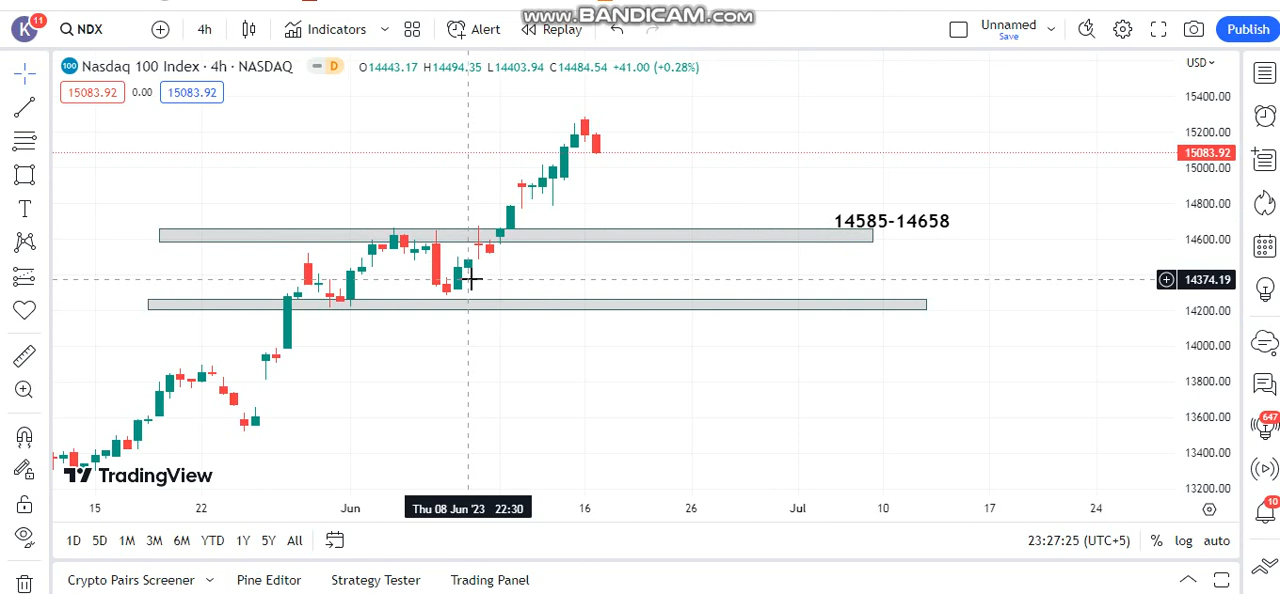 www.BANDICAM.com
K 11 NDX 4h Indicators Alert Replay Unnamed Save Publish
100 Nasdaq 100 Index · 4h · NASDAQ D O14443.17 H14494.35 L14403.94 C14484.54 +41.00 (+0.28%) USD
15083.92 0.00 15083.92
15400.00
15200.00
15083.92
15000.00
14800.00
14585-14658
14600.00
14374.19
14200.00
14000.00
13800.00
13600.00
647
13400.00
TradingView
13200.00
15 22 Jun Thu 08 Jun '23 22:30 16 26 Jul 10 17 24
10
1D 5D 1M 3M 6M YTD 1Y 5Y All 23:27:25 (UTC+5) % log auto
Crypto Pairs Screener Pine Editor Strategy Tester Trading Panel